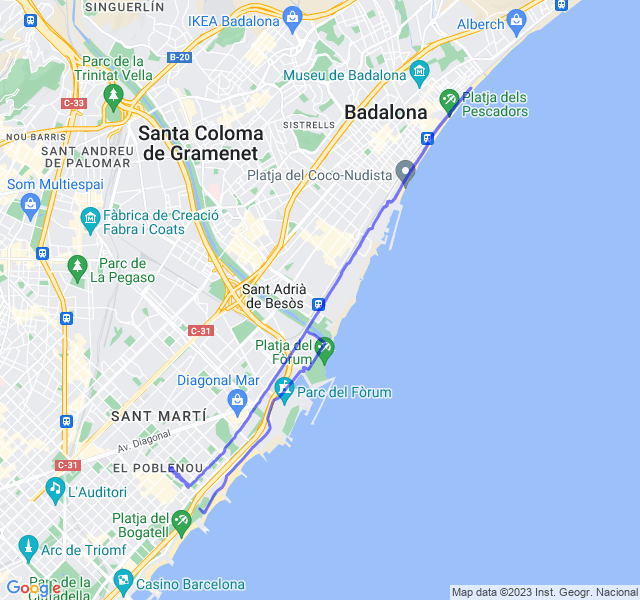 SINGUERLÍN
IKEA Badalona
Alberch
Parc de la
Trinitat Vella
B-20
Museu de Badalona
Platja dels
Pescadors
C-33
Badalona
NOU BARRIS
Santa Coloma
de Gramenet
SISTRELLS
SANT ANDREU
DE PALOMAR
Platja del Coco-Nudista
Som Multiespai
Fàbrica de Creació
Fabra i Coats
Parc de
La Pegaso
Sant Adrià
de Besòs
C-31
Platja del
Fòrum
Diagonal Mar
Parc del Fòrum
SANT MARTÍ
Av. Diagonal
C-31
EL POBLENOU
L'Auditori
Platja del
Bogatell
Arc de Triomf
Parc de la
Ciutadella
Casino Barcelona
Google
Map data ©2023 Inst. Geogr. Nacional